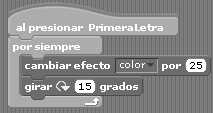 al presionar PrimeraLetra
por siempre
cambiar efecto color por 25
girar 15 grados